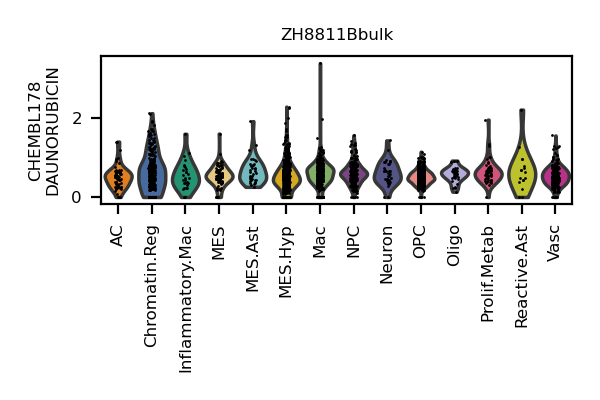 ZH8811Bbulk
CHEMBL178
DAUNORUBICIN
2
0
AC
Chromatin.Reg
Inflammatory.Mac
MES
MES.Ast
MES.Hyp
Mac
NPC
Neuron
OPC
Oligo
Prolif.Metab
Reactive.Ast
Vasc